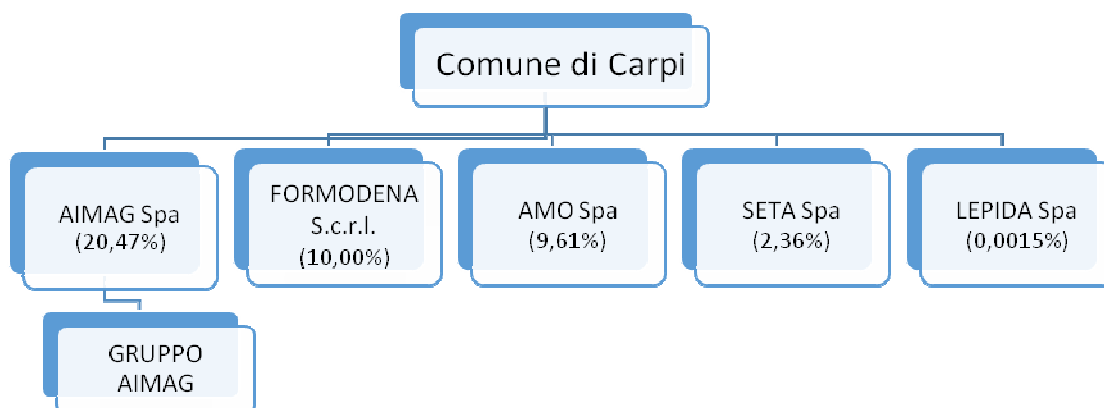 Comune di Carpi
AIMAG Spa
(20,47%)
FORMODENA
S.c.r.l.
(10,00%)
AMO Spa
(9,61%)
SETA Spa
(2,36%)
LEPIDA Spa
(0,0015%)
GRUPPO
AIMAG